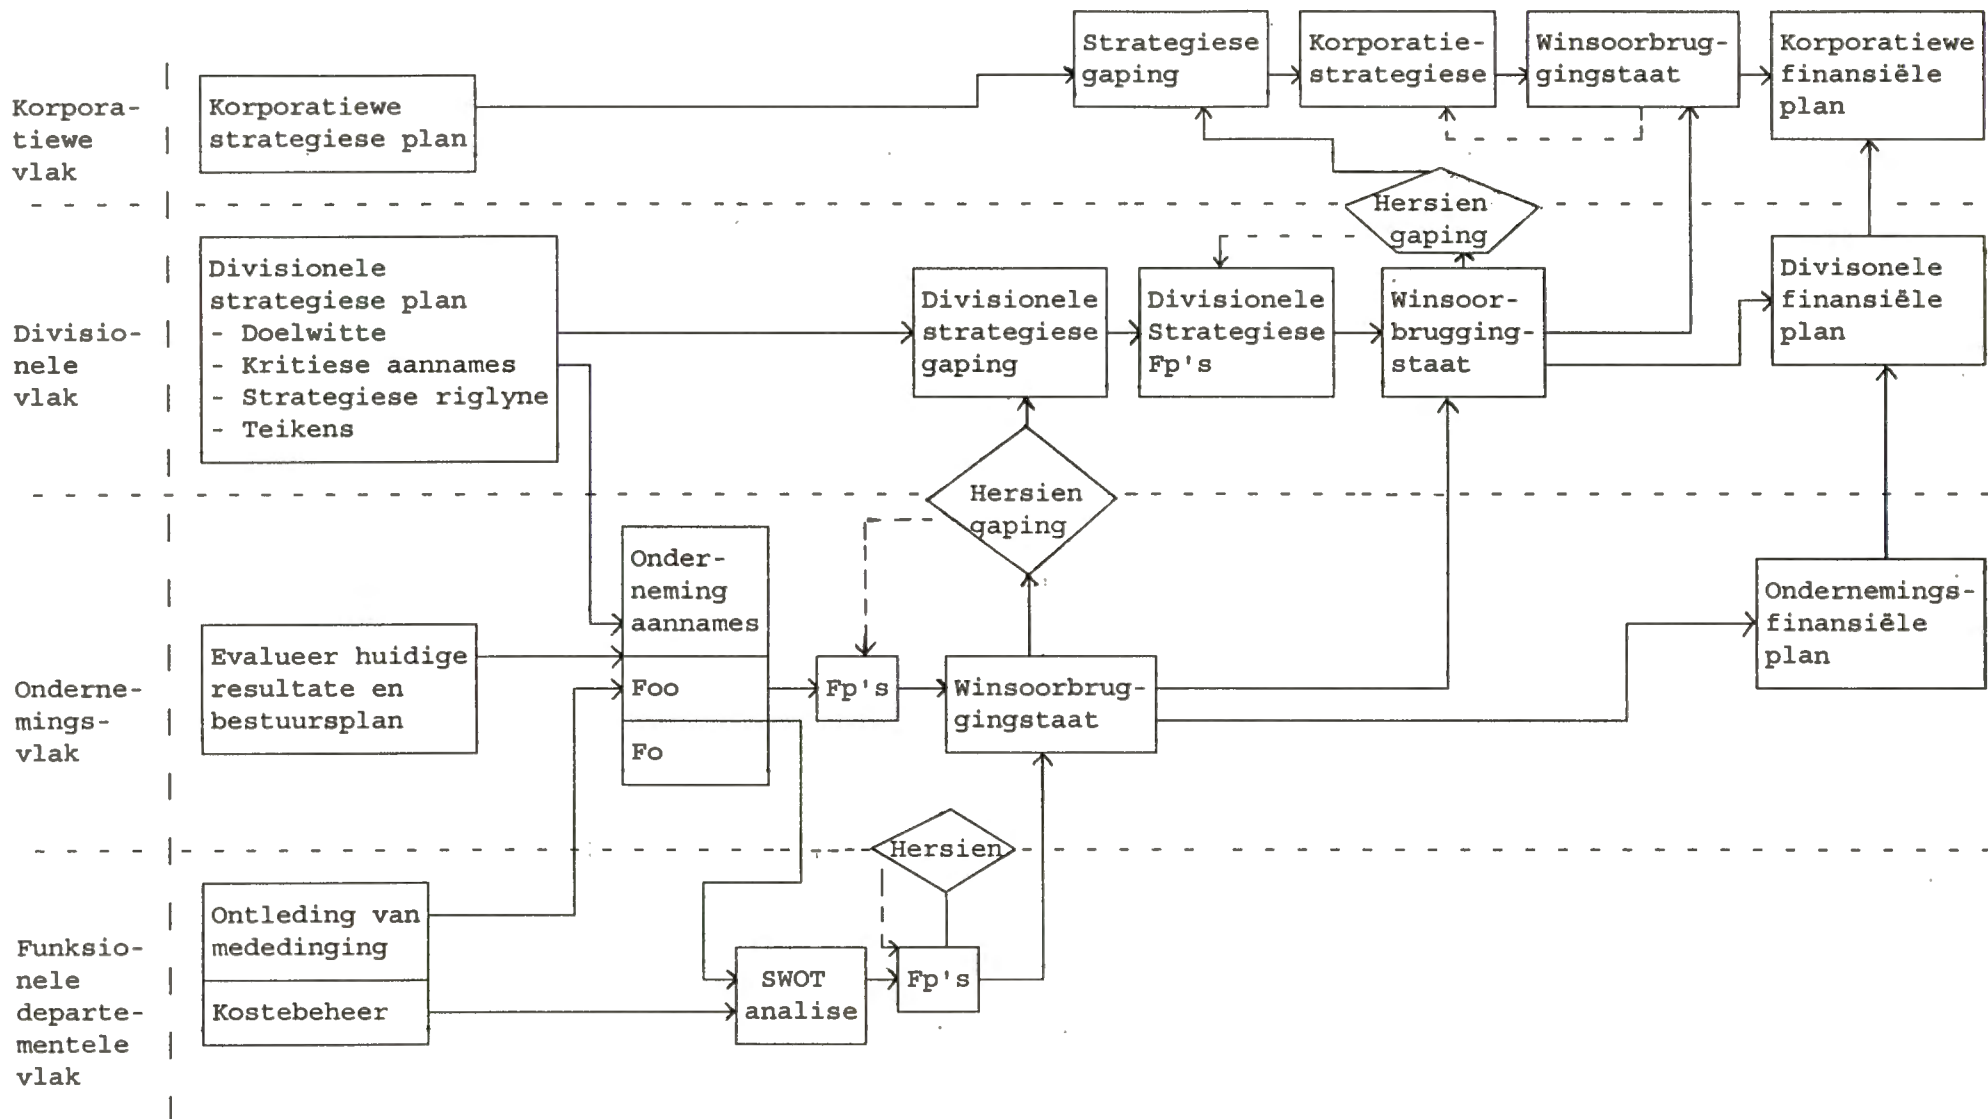 Korpora-
tiewe
vlak
Korporatiewe
strategiese plan
Strategiese
gaping
Korporatie-
strategiese
Winsoorbrug-
gingstaat
Korporatiewe
finansiële
plan
Hersien
gaping
Divisio-
nele
vlak
Divisionele
strategiese plan
- Doelwitte
- Kritiese aannames
- Strategiese riglyne
- Teikens
Divisionele
strategiese
gaping
Divisionele
Strategiese
Fp's
Winsoor-
brugging-
staat
Divisonele
finansiële
plan
Hersien
gaping
Onderne-
mings-
vlak
Evalueer huidige
resultate en
bestuursplan
Onder-
neming
aannames
Foo
Fo
Fp's
Winsoorbrug-
gingstaat
Ondernemings-
finansiële
plan
Hersien
Funksio-
nele
departe-
mentele
vlak
Ontleding van
mededinging
Kostebeheer
SWOT
analise
Fp's